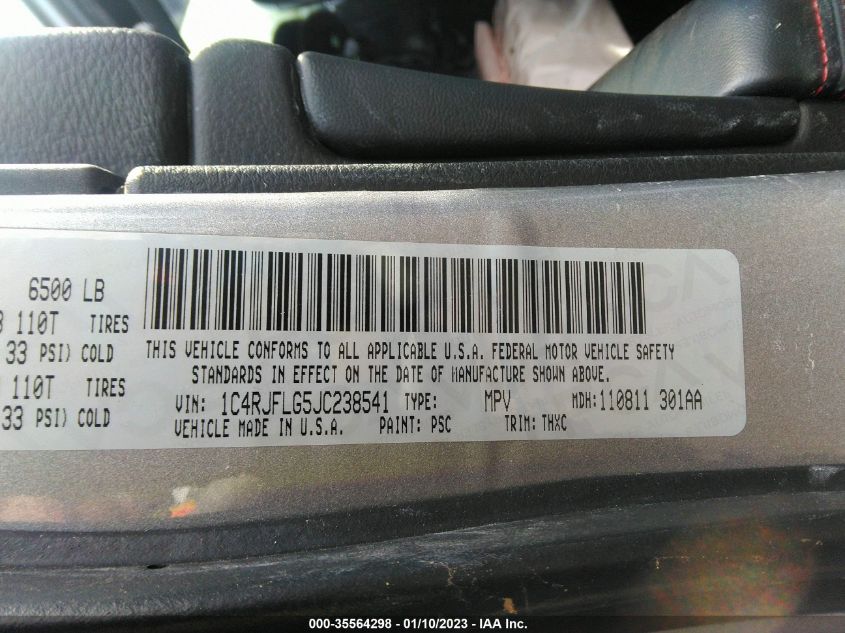 6500 LB
110T TIRES
33 PSI) COLD
110T TIRES
33 PSI) COLD
THIS VEHICLE CONFORMS TO ALL APPLICABLE U.S.A. FEDERAL MOTOR VEHICLE SAFETY
STANDARDS IN EFFECT ON THE DATE OF MANUFACTURE SHOWN ABOVE.
VIN: 1C4RJFLG5JC238541 TYPE: MPV MDH:110811 301AA
VEHICLE MADE IN U.S.A. PAINT: PSC TRIM: THXC
000-35564298 - 01/10/2023 - IAA Inc.